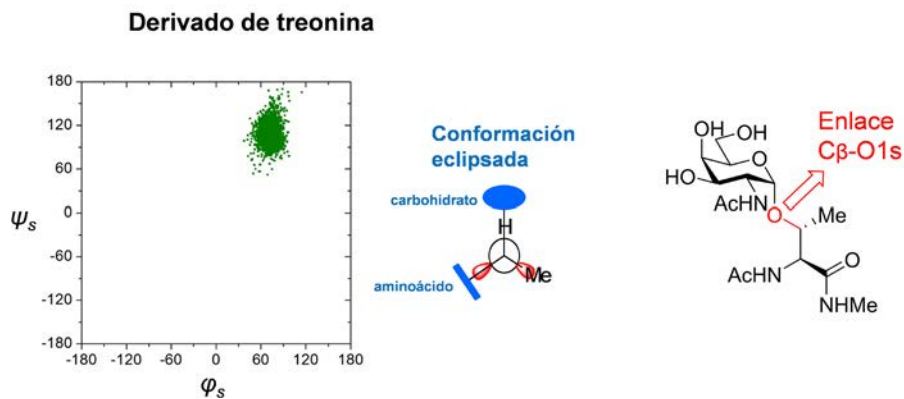 Derivado de treonina
180
120
60
0
-60
-120
-180
ψs
-180 -120 -60 0 60 120 180
φs
Conformación
eclipsada
carbohidrato
H
Me
aminoácido
OH OH
O
HO
AcHN
O
Me
AcHN
O
NHMe
Enlace
Cβ-O1s